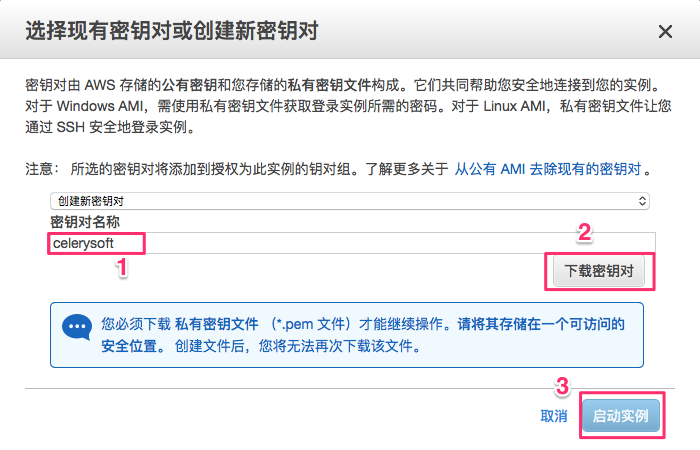 选择现有密钥对或创建新密钥对
密钥对由 AWS 存储的公有密钥和您存储的私有密钥文件构成。它们共同帮助您安全地连接到您的实例。
对于 Windows AMI，需使用私有密钥文件获取登录实例所需的密码。对于 Linux AMI，私有密钥文件让您
通过 SSH 安全地登录实例。
注意： 所选的密钥对将添加到授权为此实例的钥对组。了解更多关于 从公有 AMI 去除现有的密钥对 。
创建新密钥对
密钥对名称
celerysoft
1
2
下载密钥对
您必须下载 私有密钥文件 （*.pem 文件）才能继续操作。请将其存储在一个可访问的
安全位置。 创建文件后，您将无法再次下载该文件。
3
取消 启动实例